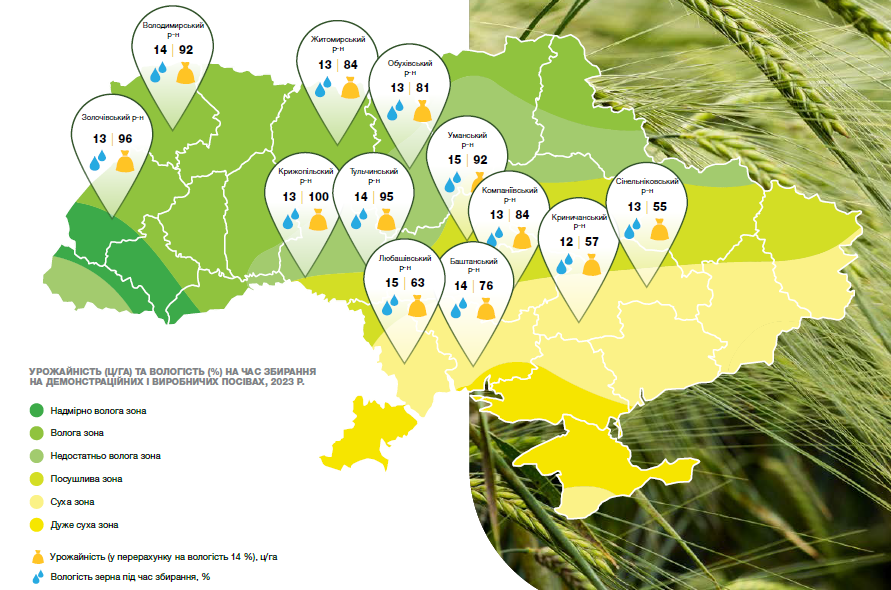 Володимирський
р-н
14 | 92
Житомирський
р-н
13 | 84
Обухівський
р-н
13 | 81
Золочівський р-н
13 | 96
Уманський
р-н
15 | 92
Крижопільский
р-н
13 | 100
Тульчинський
р-н
14 | 95
Компаніївський
р-н
13 | 84
Сінельніковський
р-н
13 | 55
Криничанський
р-н
12 | 57
Любашівський
р-н
15 | 63
Баштанський
р-н
14 | 76
УРОЖАЙНІСТЬ (Ц/ГА) ТА ВОЛОГІСТЬ (%) НА ЧАС ЗБИРАННЯ
НА ДЕМОНСТРАЦІЙНИХ І ВИРОБНИЧИХ ПОСІВАХ, 2023 Р.
Надмірно волога зона
Волога зона
Недостатньо волога зона
Посушлива зона
Суха зона
Дуже суха зона
Урожайність (у перерахунку на вологість 14 %), ц/га
Вологість зерна під час збирання, %